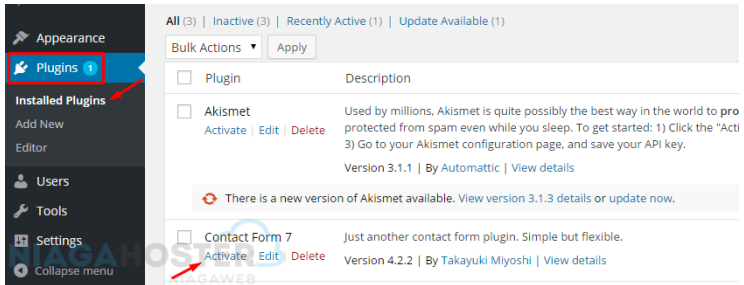 Appearance
Plugins 1
Installed Plugins
Add New
Editor
Users
Tools
Settings
Collapse menu
All (3) | Inactive (3) | Recently Active (1) | Update Available (1)
Bulk Actions Apply
Plugin Description
Akismet
Activate | Edit | Delete
Used by millions, Akismet is quite possibly the best way in the world to pro
protected from spam even while you sleep. To get started: 1) Click the "Acti
3) Go to your Akismet configuration page, and save your API key.
Version 3.1.1 | By Automattic | View details
There is a new version of Akismet available. View version 3.1.3 details or update now.
Contact Form 7
Activate Edit | Delete
Just another contact form plugin. Simple but flexible.
Version 4.2.2 | By Takayuki Miyoshi | View details
NIAGAHOSTER
NIAGAWEB